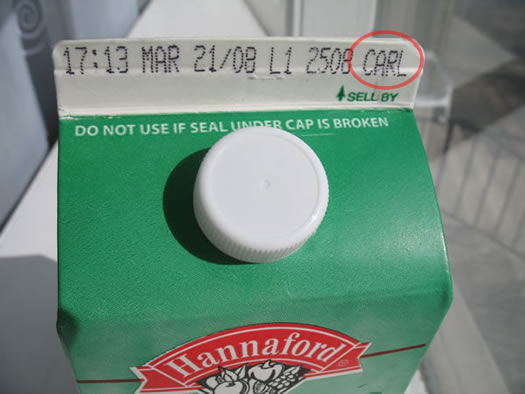 17:13 MAR 21/08 L1 2508 CARL
SELL BY
DO NOT USE IF SEAL UNDER CAP IS BROKEN
Hannaford